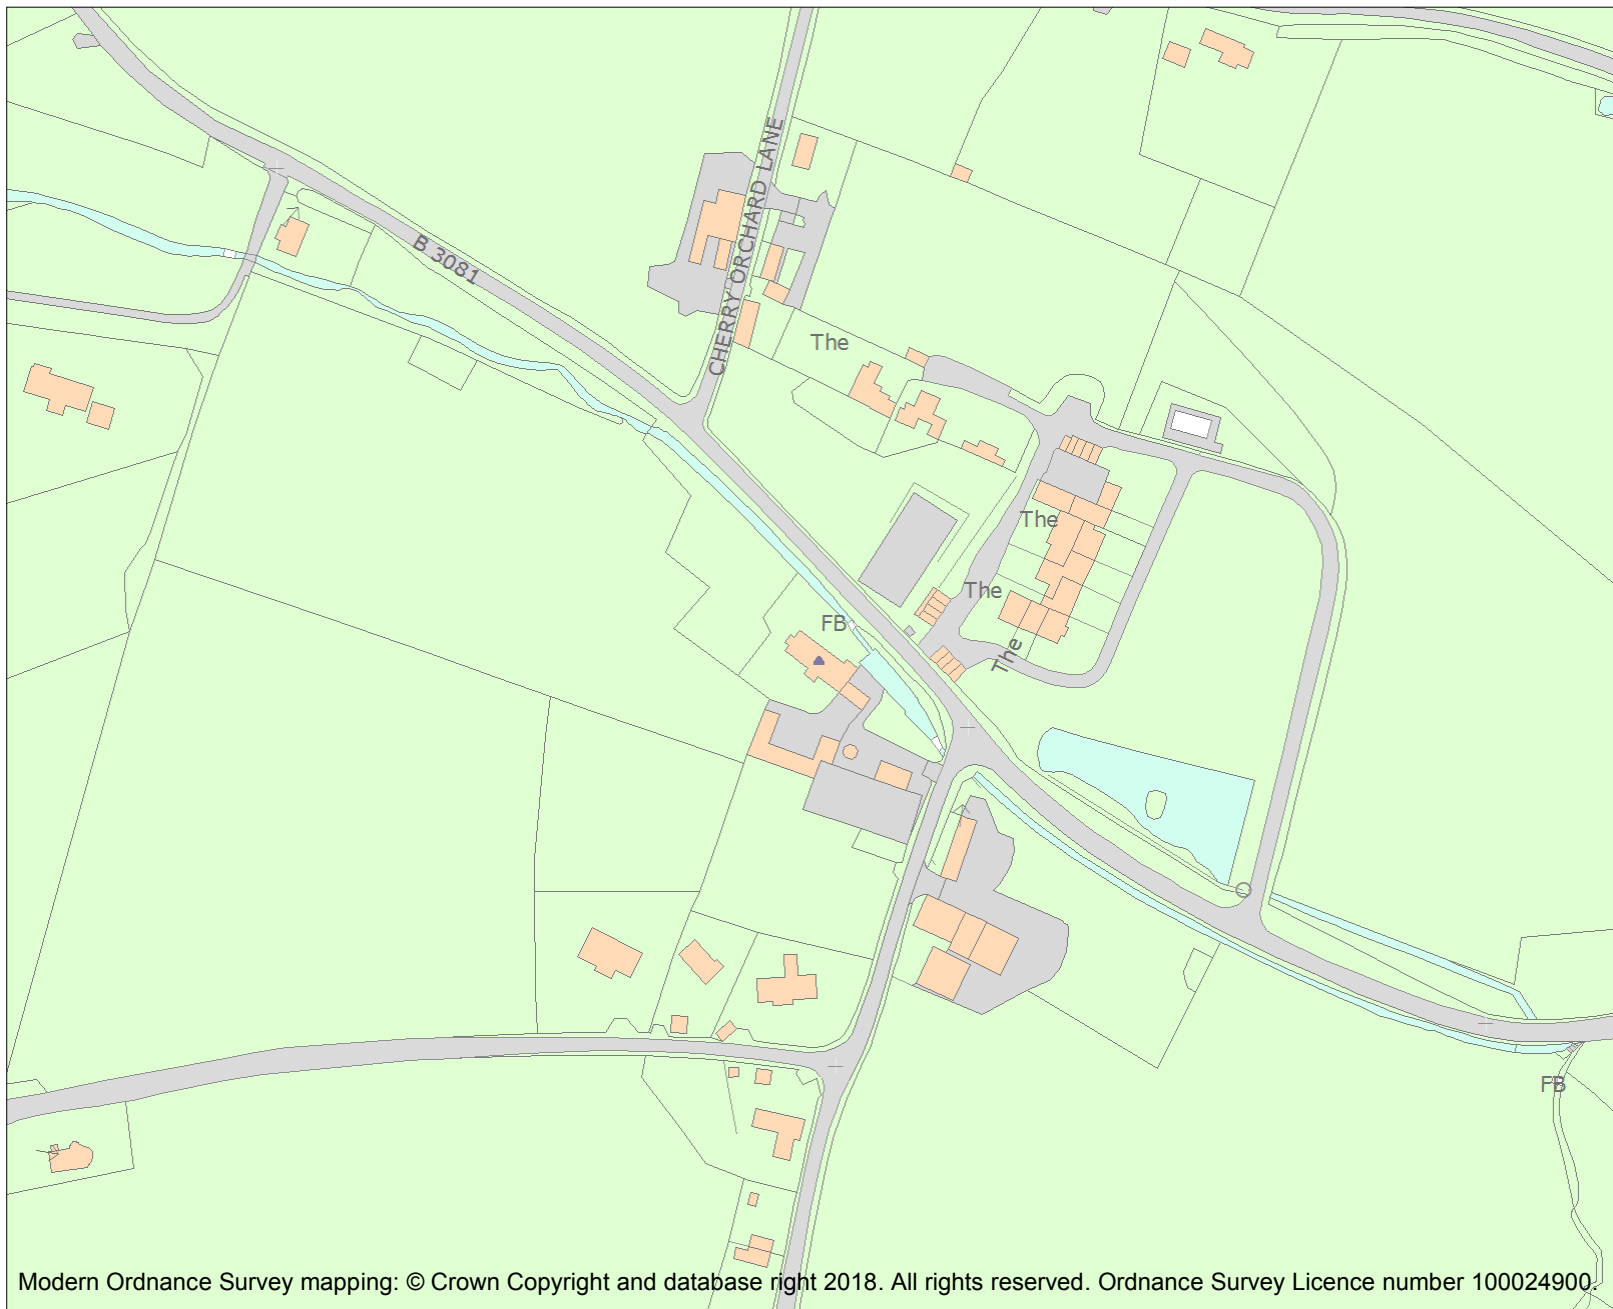 CHERRY ORCHARD LANE
B 3081
The
The
The
FB
The
FB
Modern Ordnance Survey mapping: © Crown Copyright and database right 2018. All rights reserved. Ordnance Survey Licence number 100024900.